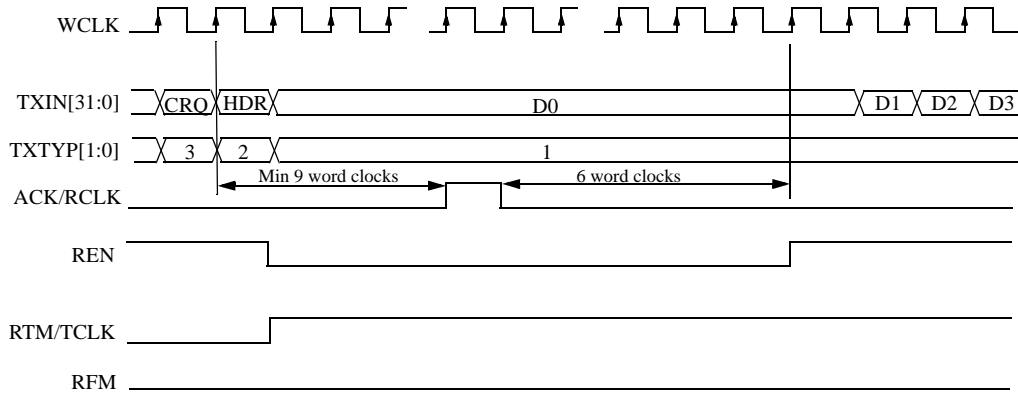 WCLK
TXIN[31:0] CRQ HDR D0 D1 D2 D3
TXTYP[1:0] 3 2 1
Min 9 word clocks 6 word clocks
ACK/RCLK
REN
RTM/TCLK
RFM